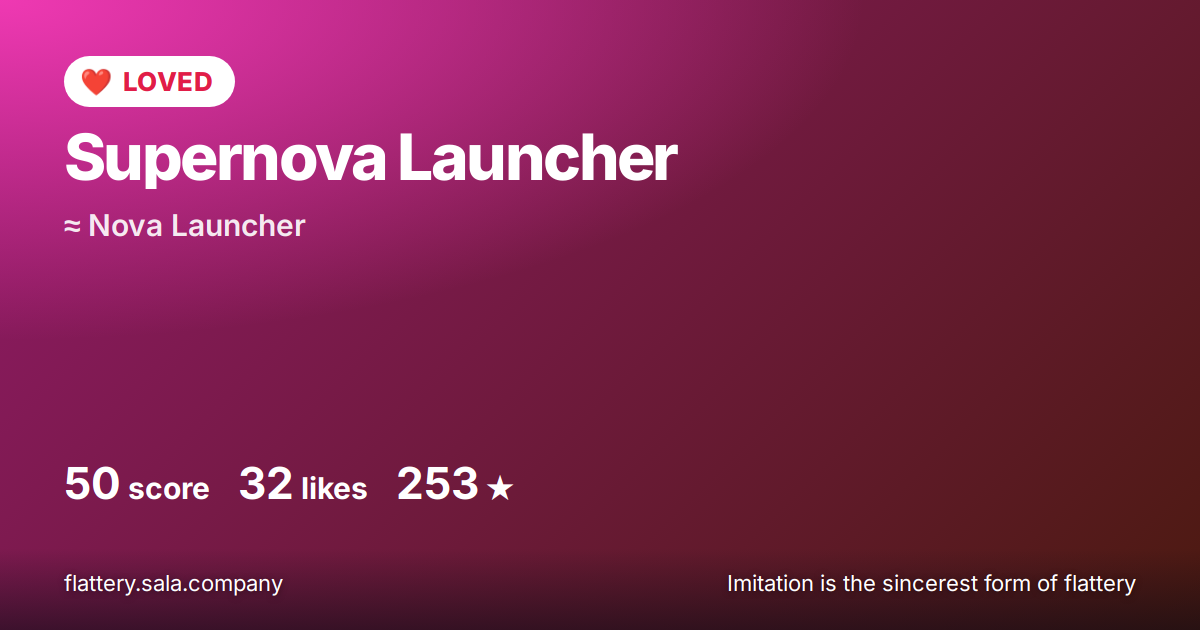 ❤️ LOVED
Supernova Launcher
≈ Nova Launcher
50 score 32 likes 253 ★
flattery.sala.company
Imitation is the sincerest form of flattery